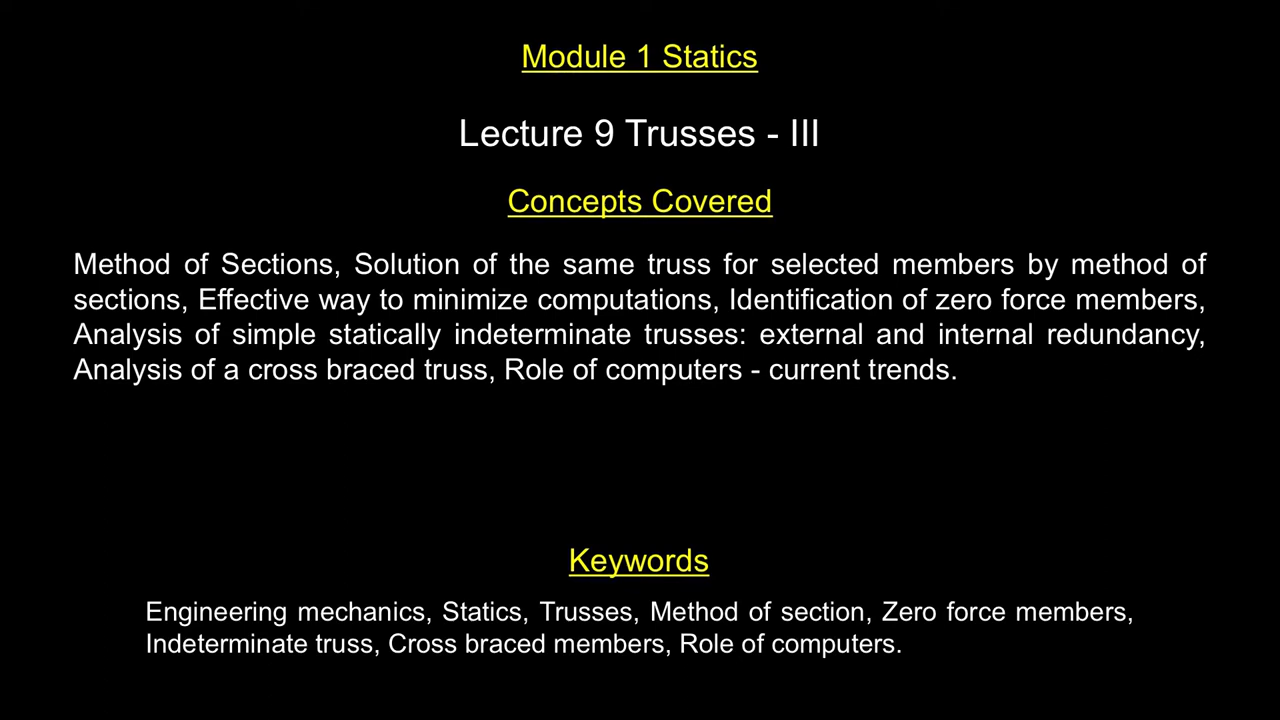 Module 1 Statics
Lecture 9 Trusses - III
Concepts Covered
Method of Sections, Solution of the same truss for selected members by method of
sections, Effective way to minimize computations, Identification of zero force members,
Analysis of simple statically indeterminate trusses: external and internal redundancy,
Analysis of a cross braced truss, Role of computers - current trends.
Keywords
Engineering mechanics, Statics, Trusses, Method of section, Zero force members,
Indeterminate truss, Cross braced members, Role of computers.